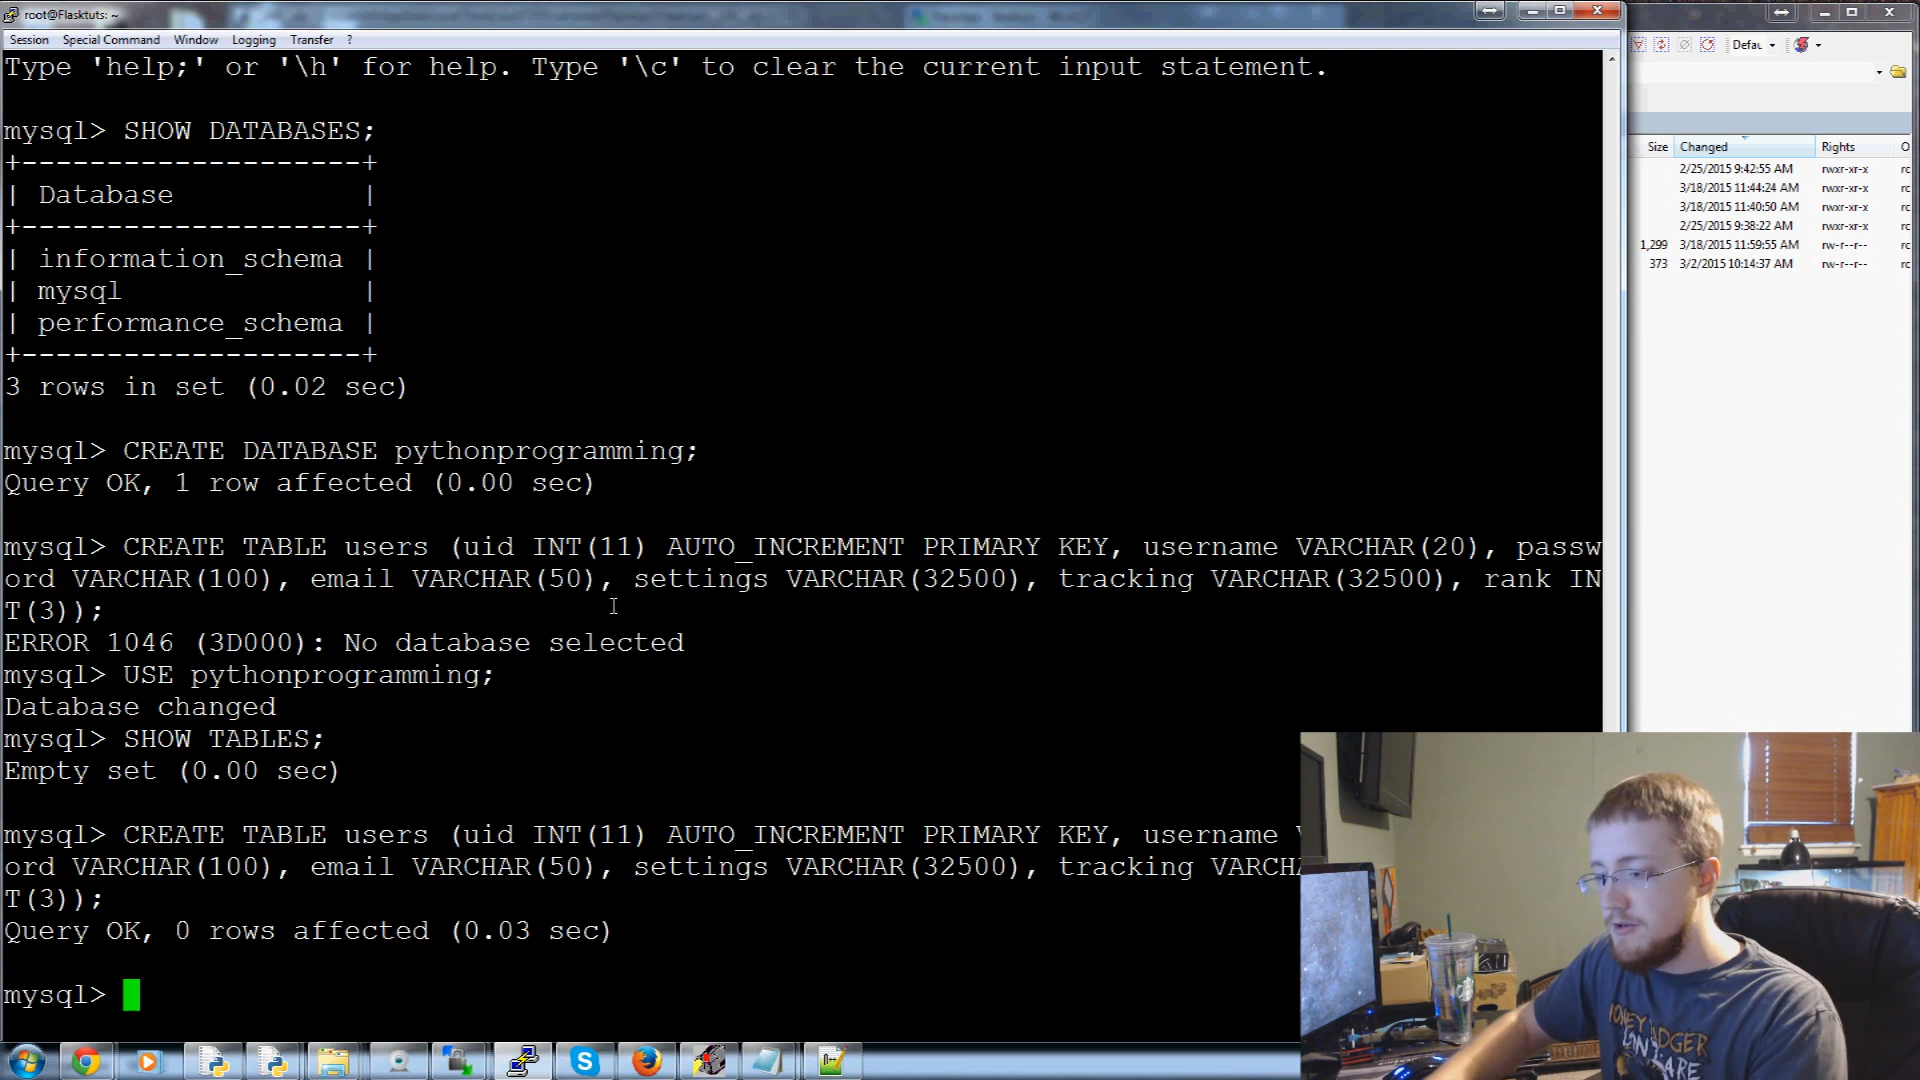 root@Flasktuts: ~
Session Special Command Window Logging Transfer ?
Type 'help;' or '\h' for help. Type '\c' to clear the current input statement.
mysql> SHOW DATABASES;
+--------------------+
| Database           |
+--------------------+
| information_schema |
| mysql              |
| performance_schema |
+--------------------+
3 rows in set (0.02 sec)
mysql> CREATE DATABASE pythonprogramming;
Query OK, 1 row affected (0.00 sec)
mysql> CREATE TABLE users (uid INT(11) AUTO_INCREMENT PRIMARY KEY, username VARCHAR(20), passw
ord VARCHAR(100), email VARCHAR(50), settings VARCHAR(32500), tracking VARCHAR(32500), rank IN
T(3));
ERROR 1046 (3D000): No database selected
mysql> USE pythonprogramming;
Database changed
mysql> SHOW TABLES;
Empty set (0.00 sec)
mysql> CREATE TABLE users (uid INT(11) AUTO_INCREMENT PRIMARY KEY, username
ord VARCHAR(100), email VARCHAR(50), settings VARCHAR(32500), tracking VARCHA
T(3));
Query OK, 0 rows affected (0.03 sec)
mysql>
Defau
Size Changed Rights O
2/25/2015 9:42:55 AM rwxr-xr-x rc
3/18/2015 11:44:24 AM rwxr-xr-x rc
3/18/2015 11:40:50 AM rwxr-xr-x rc
2/25/2015 9:38:22 AM rwxr-xr-x rc
1,299 3/18/2015 11:59:55 AM rw-r--r-- rc
373 3/2/2015 10:14:37 AM rw-r--r-- rc